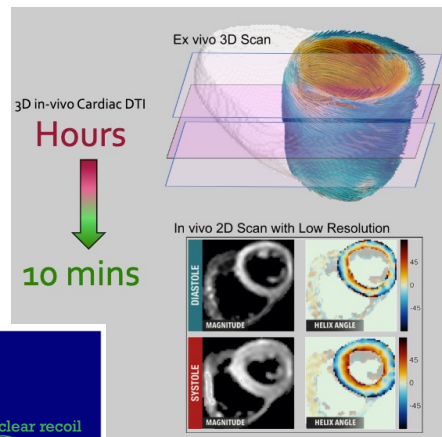 Ex vivo 3D Scan
3D in-vivo Cardiac DTI
Hours
10 mins
In vivo 2D Scan with Low Resolution
DIASTOLE
MAGNITUDE
HELIX ANGLE
45
0
-45
SYSTOLE
MAGNITUDE
HELIX ANGLE
45
0
-45
clear recoil